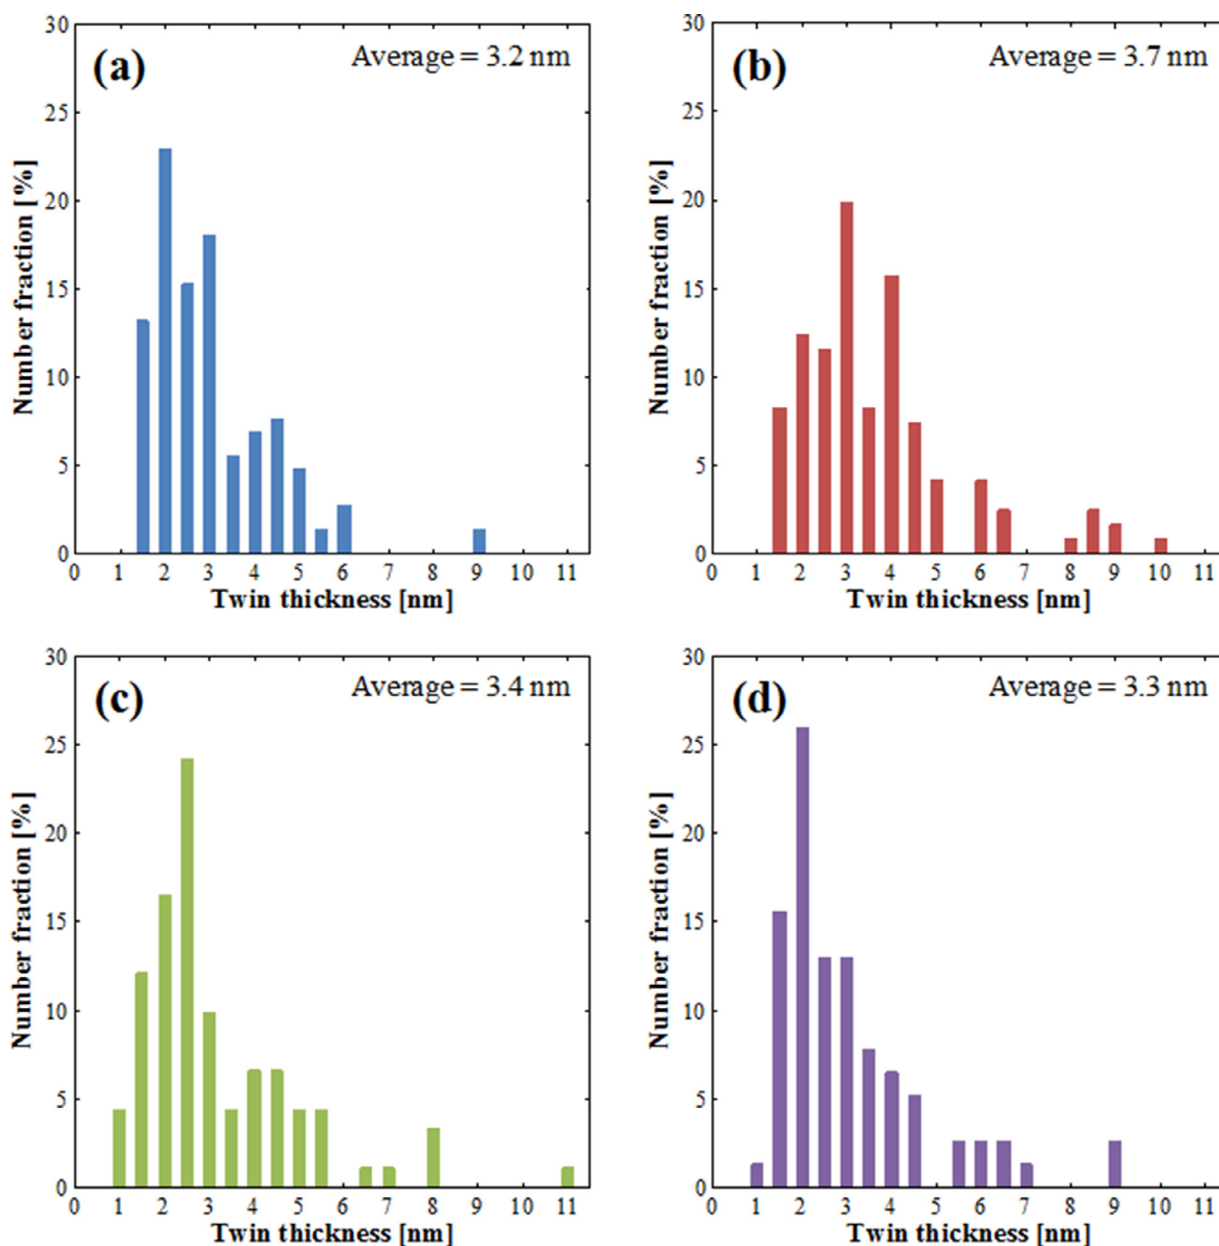 (a)
Average = 3.2 nm
Number fraction [%]
30
25
20
15
10
5
0
0 1 2 3 4 5 6 7 8 9 10 11
Twin thickness [nm]
(b)
Average = 3.7 nm
Number fraction [%]
30
25
20
15
10
5
0
0 1 2 3 4 5 6 7 8 9 10 11
Twin thickness [nm]
(c)
Average = 3.4 nm
Number fraction [%]
30
25
20
15
10
5
0
0 1 2 3 4 5 6 7 8 9 10 11
Twin thickness [nm]
(d)
Average = 3.3 nm
Number fraction [%]
30
25
20
15
10
5
0
0 1 2 3 4 5 6 7 8 9 10 11
Twin thickness [nm]